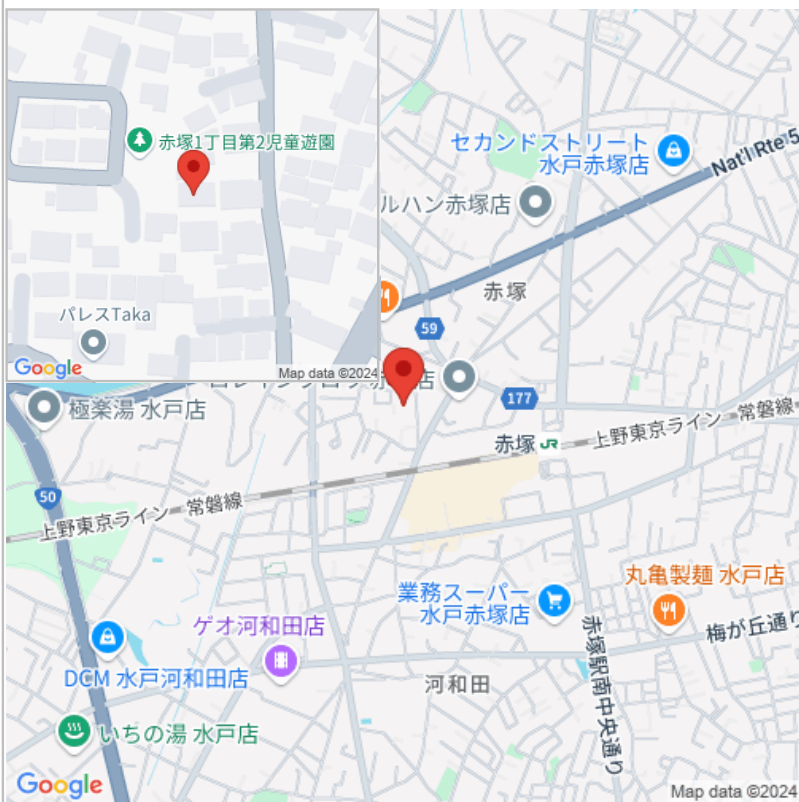 赤塚1丁目第2児童遊園
パレスTaka
Google
Map data ©2024
セカンドストリート
水戸赤塚店
Nat'l Rte 5
ルハン赤塚店
赤塚
59
店
177
極楽湯 水戸店
赤塚 JR
上野東京ライン 常磐線
50
上野東京ライン 常磐線
業務スーパー
水戸赤塚店
丸亀製麺 水戸店
ゲオ河和田店
梅が丘通り
DCM 水戸河和田店
河和田
赤塚駅南中央通り
いちの湯 水戸店
Google
Map data ©2024